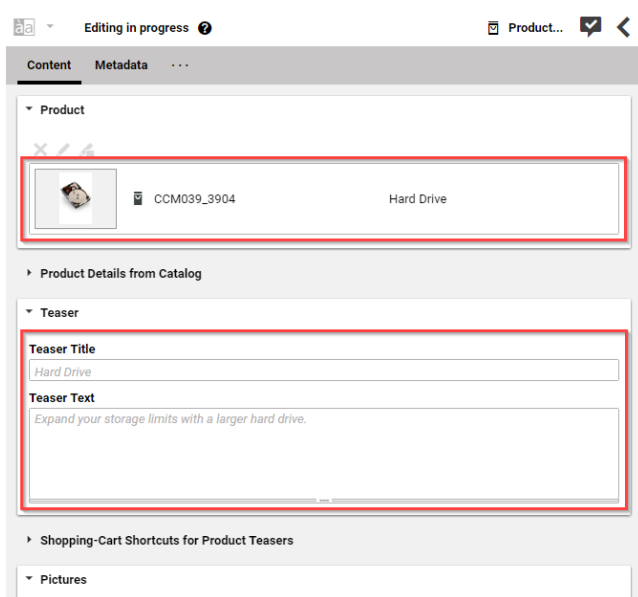 àa Editing in progress ? Product...
Content Metadata ...
Product
CCM039_3904 Hard Drive
Product Details from Catalog
Teaser
Teaser Title
Hard Drive
Teaser Text
Expand your storage limits with a larger hard drive.
Shopping-Cart Shortcuts for Product Teasers
Pictures